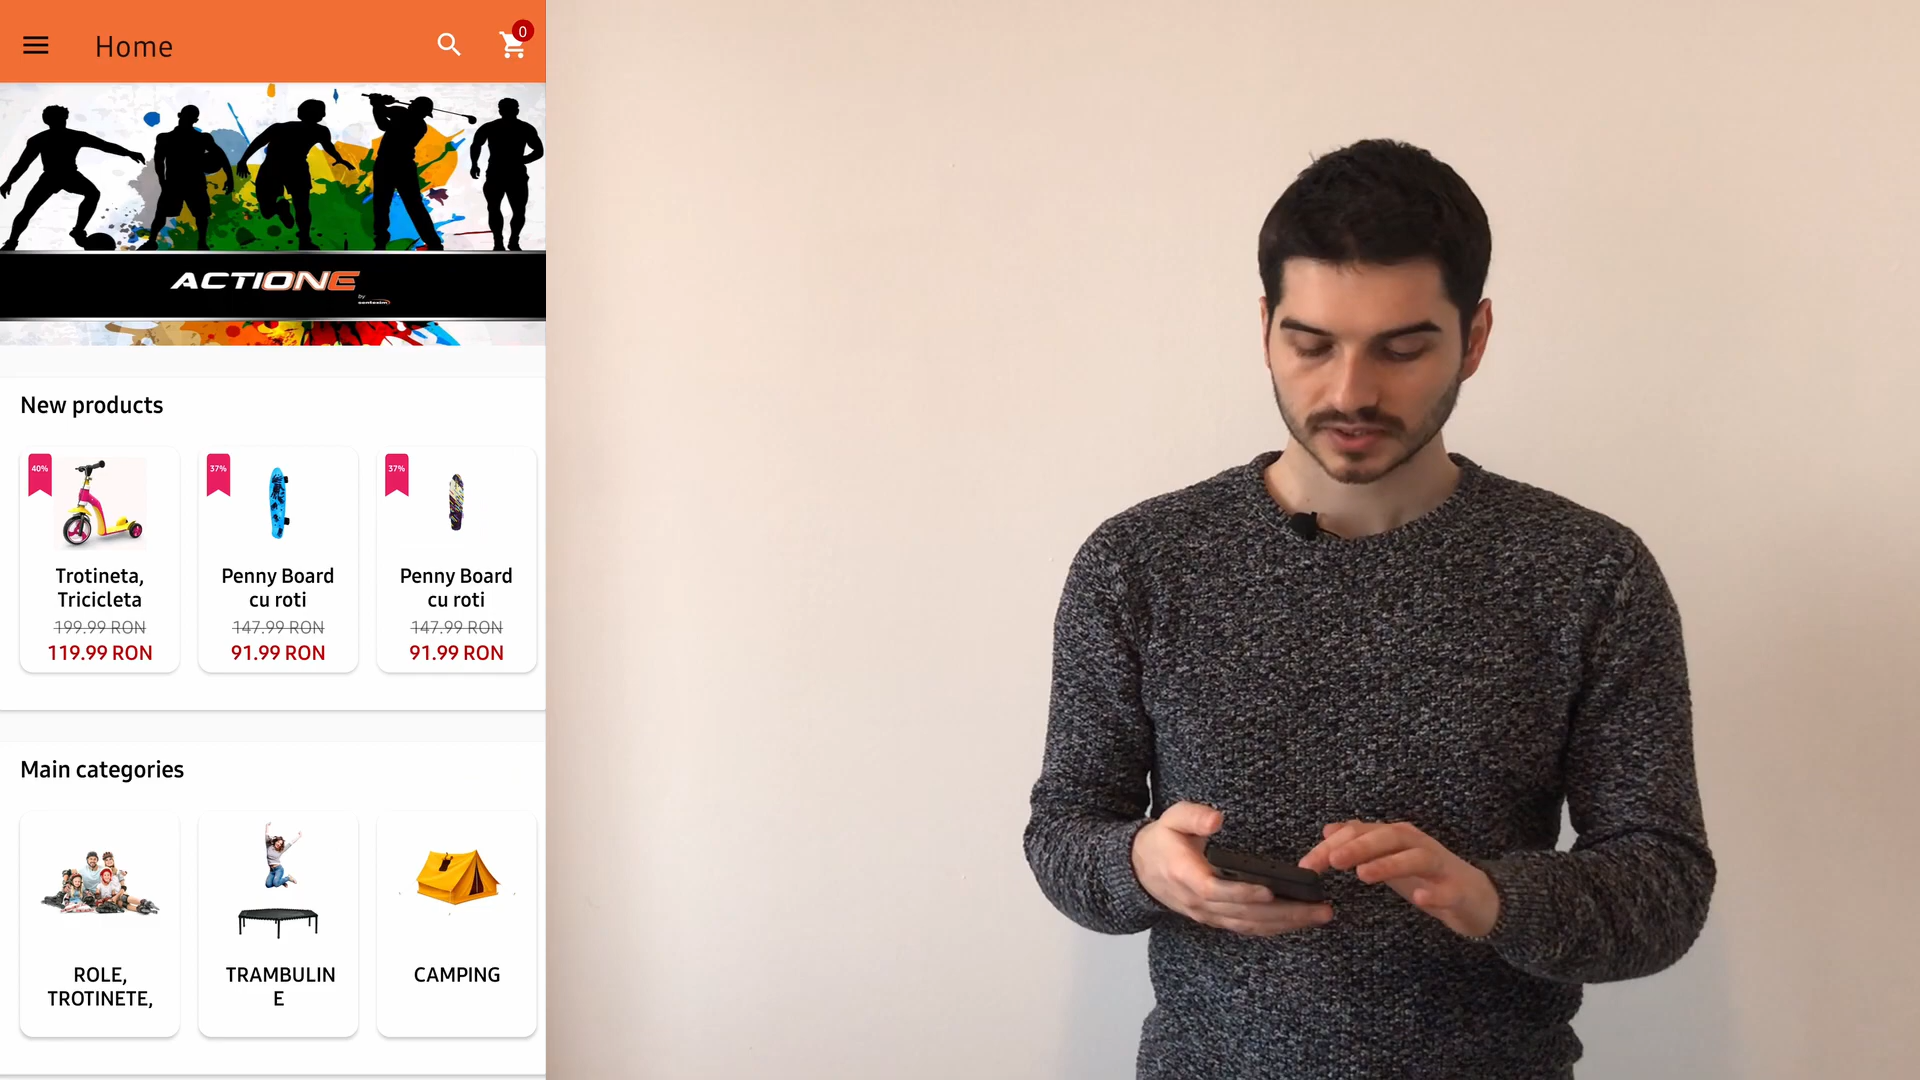 Home
0
ACTIONE
by
sontexim
New products
40%
37%
37%
Trotineta,
Tricicleta
199.99 RON
119.99 RON
Penny Board
cu roti
147.99 RON
91.99 RON
Penny Board
cu roti
147.99 RON
91.99 RON
Main categories
ROLE,
TROTINETE,
TRAMBULIN
E
CAMPING